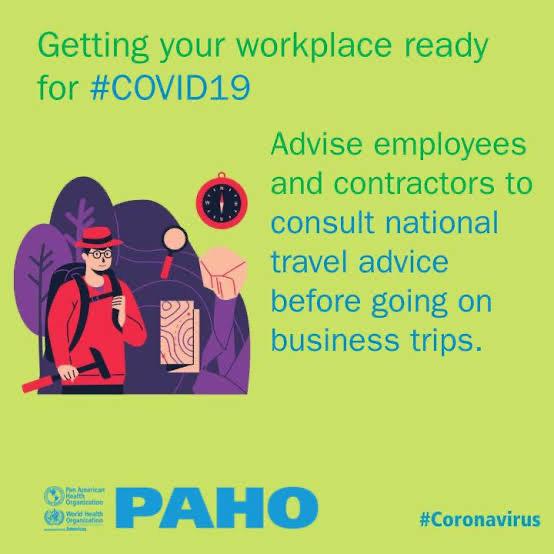 Getting your workplace ready
for #COVID19
Advise employees
and contractors to
consult national
travel advice
before going on
business trips.
Pan American
Health
Organization
World Health
Organization
Americas
PAHO
#Coronavirus